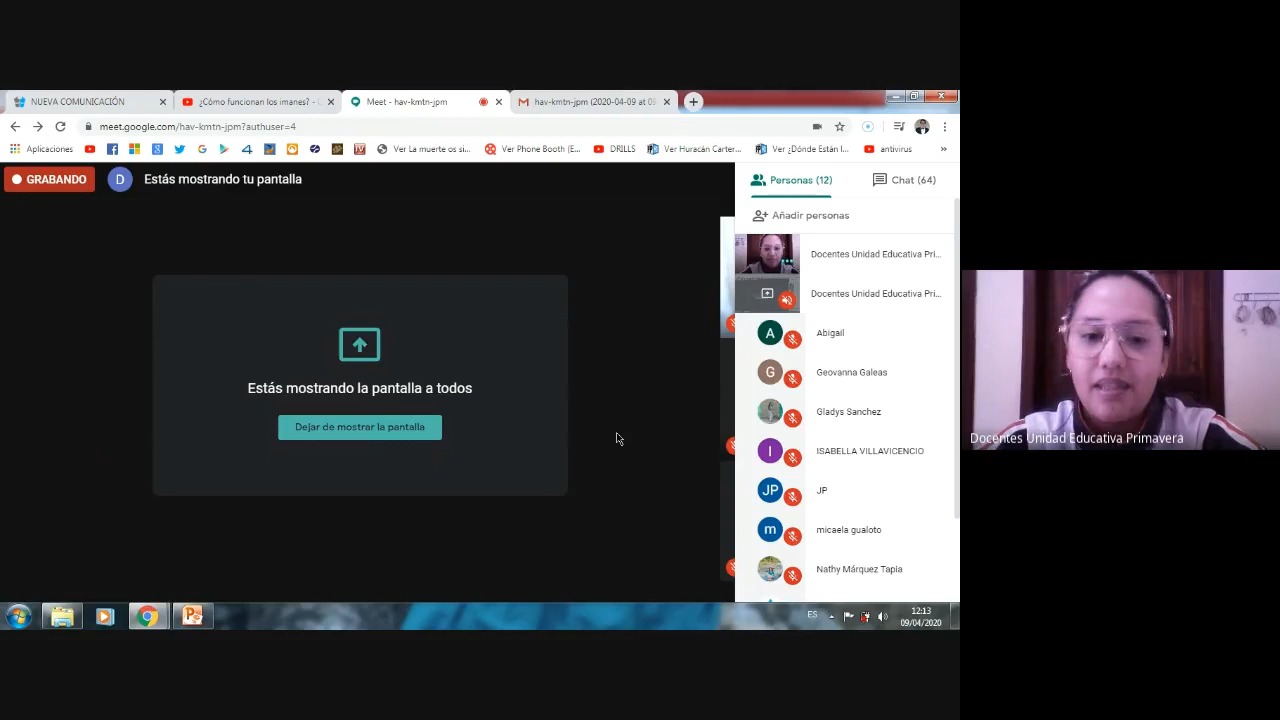 NUEVA COMUNICACIÓN
¿Cómo funcionan los imanes? -
Meet - hav-kmtn-jpm
hav-kmtn-jpm (2020-04-09 at 09
meet.google.com/hav-kmtn-jpm?authuser=4
Aplicaciones
Ver La muerte os si...
Ver Phone Booth (E...
DRILLS
Ver Huracán Carter...
Ver ¿Dónde Están l...
antivirus
»
GRABANDO
D
Estás mostrando tu pantalla
Personas (12)
Chat (64)
Añadir personas
Docentes Unidad Educativa Pri...
Docentes Unidad Educativa Pri...
A
Abigail
G
Geovanna Galeas
Gladys Sanchez
I
ISABELLA VILLAVICENCIO
JP
JP
m
micaela gualoto
Nathy Márquez Tapia
Estás mostrando la pantalla a todos
Dejar de mostrar la pantalla
Docentes Unidad Educativa Primavera
ES
12:13
09/04/2020